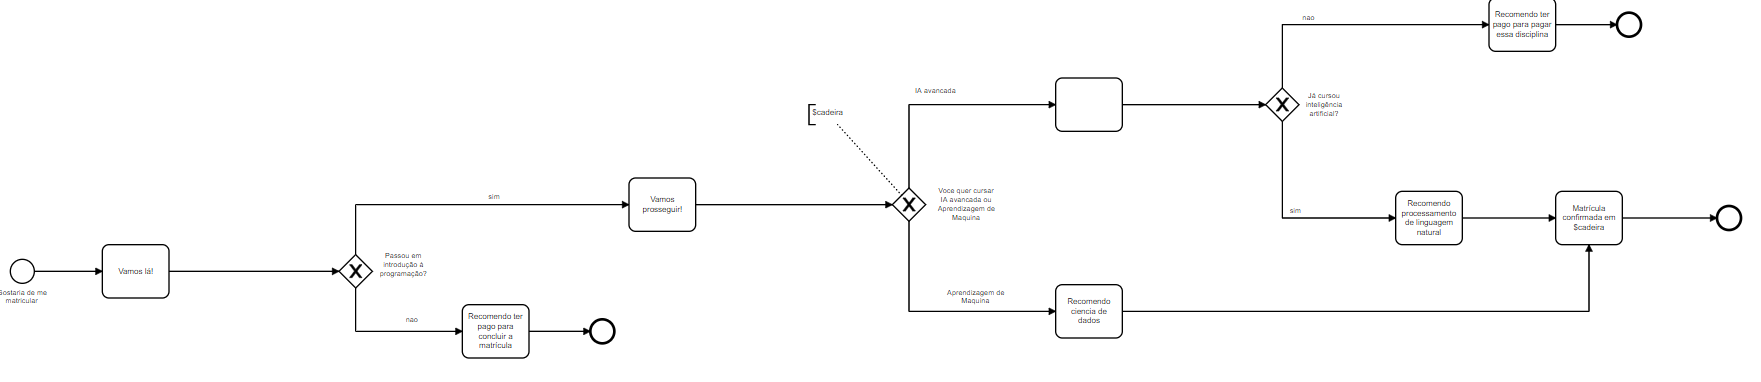 nao
Recomendo ter
pago para pagar
essa disciplina
IA avancada
Já cursou
inteligência
artificial?
$cadeira
sim
Vamos
prosseguir!
Voce quer cursar
IA avancada ou
Aprendizagem de
Maquina
sim
Recomendo
processamento
de linguagem
natural
Matrícula
confirmada em
$cadeira
Gostaria de me
matricular
Vamos lá!
Passou em
introdução à
programação?
nao
Recomendo ter
pago para
concluir a
matrícula
Aprendizagem de
Maquina
Recomendo
ciencia de
dados